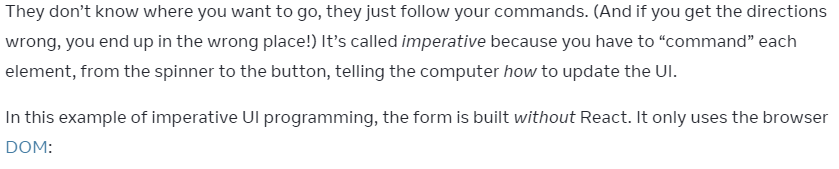 They don’t know where you want to go, they just follow your commands. (And if you get the directions
wrong, you end up in the wrong place!) It’s called imperative because you have to “command” each
element, from the spinner to the button, telling the computer how to update the UI.
In this example of imperative UI programming, the form is built without React. It only uses the browser
DOM: